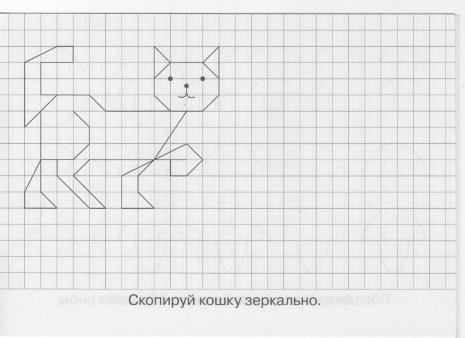 Скопируй кошку зеркально.